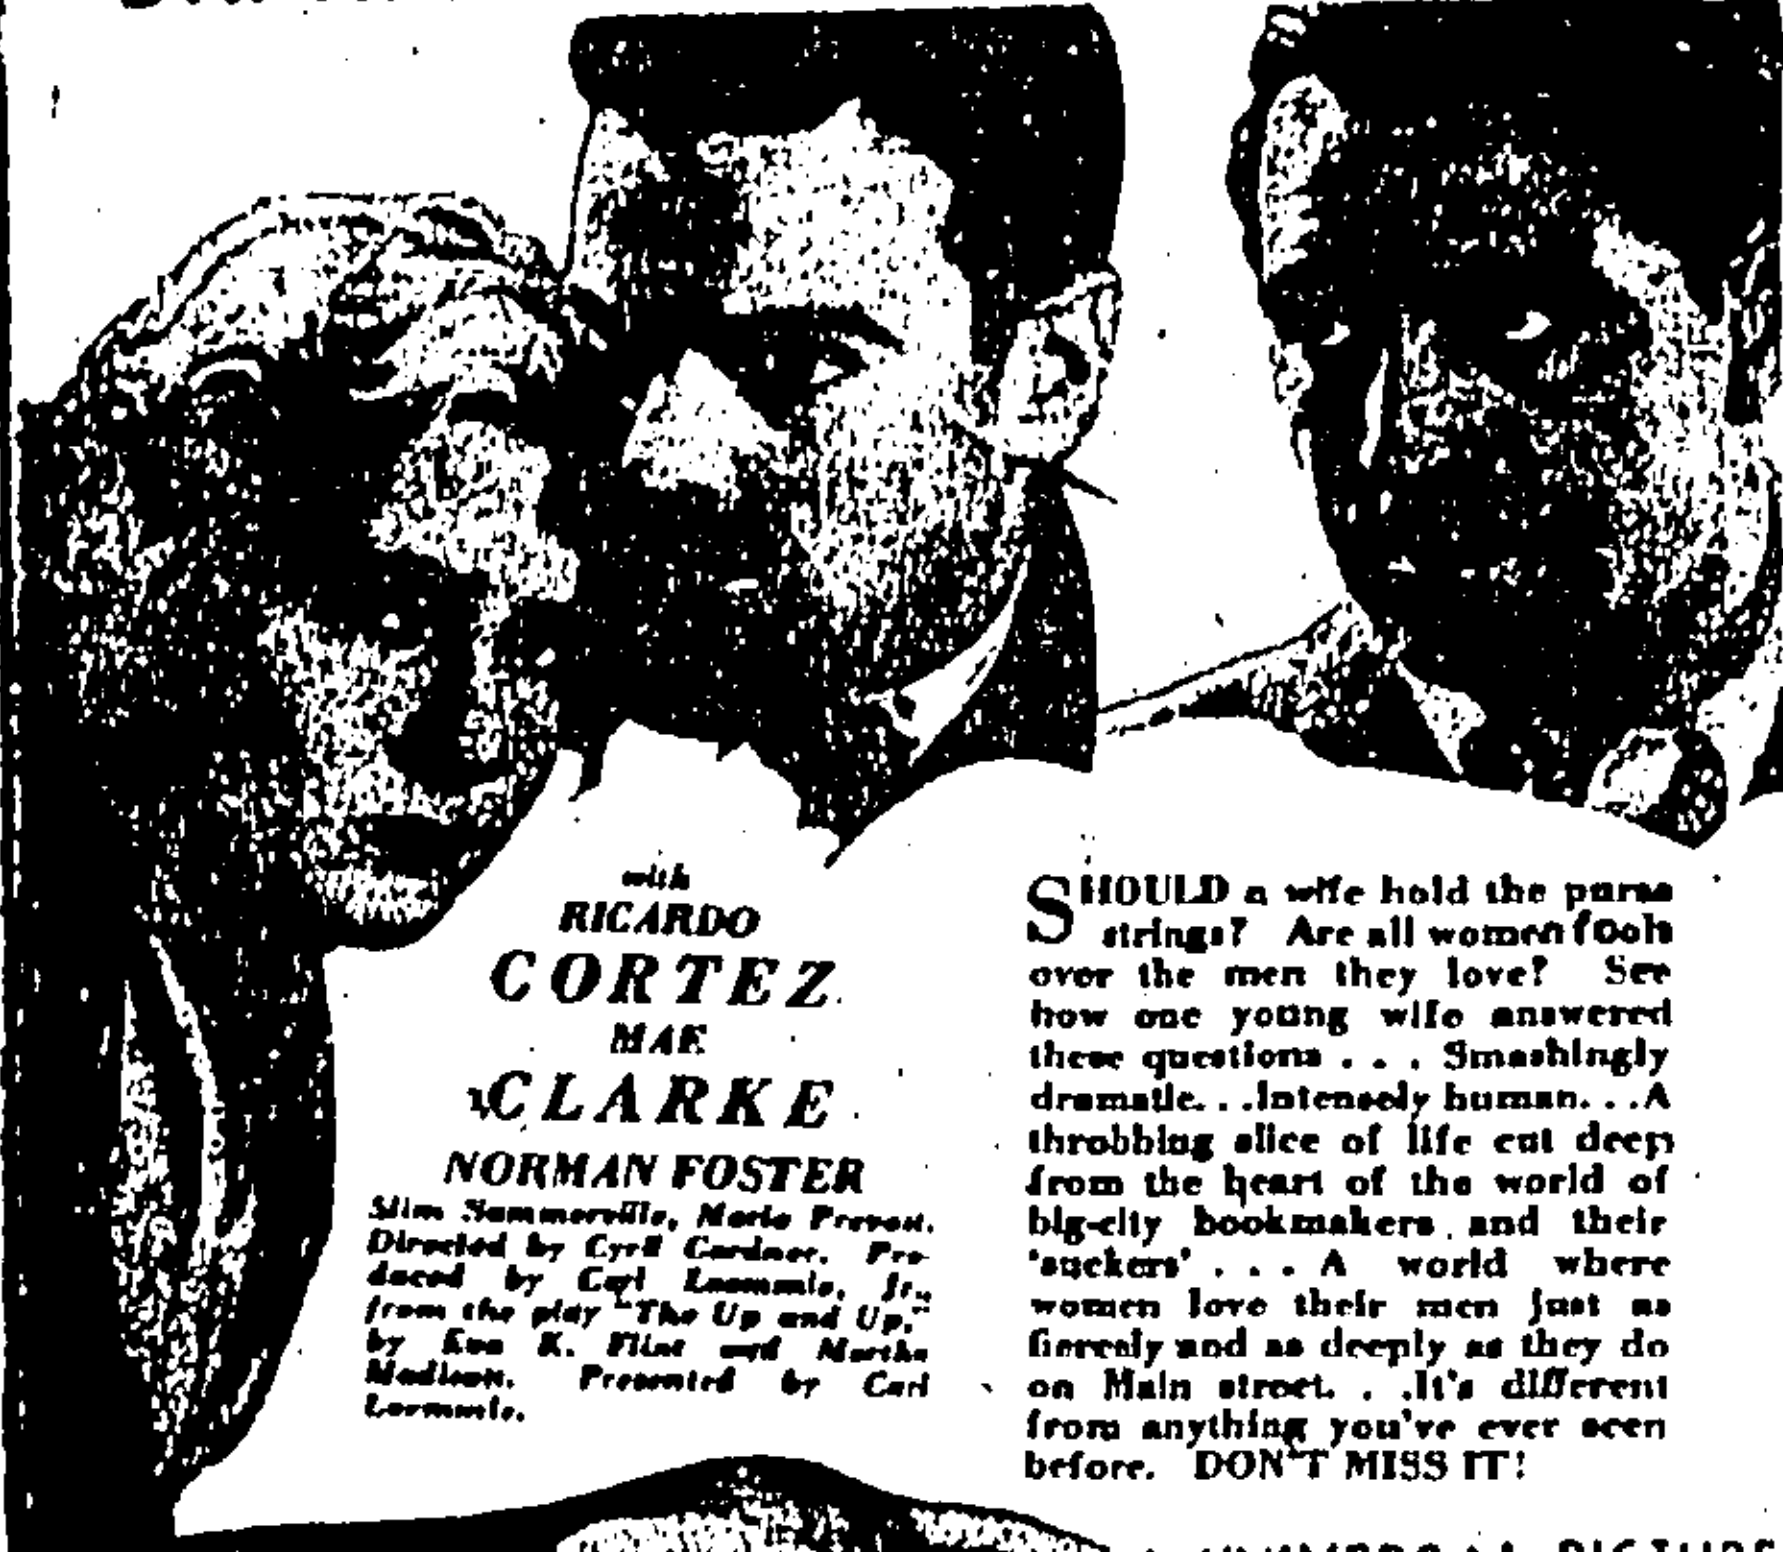 with
RICARDO
CORTEZ
MAE
CLARKE
NORMAN FOSTER
Slim Summerville, Marie Prevost.
Directed by Cyril Gardner. Pro-
duced by Carl Laemmle, Jr.,
from the play "The Up and Up,"
by Eva K. Flint and Martha
Madison. Presented by Carl
Laemmle.
SHOULD a wife hold the purse
strings? Are all women fools
over the men they love? See
how one young wife answered
these questions . . . Smashingly
dramatic. . .Intensely human. . .A
throbbing slice of life cut deep
from the heart of the world of
big-city bookmakers and their
'suckers' . . . A world where
women love their men just as
fiercely and as deeply as they do
on Main street. . .It's different
from anything you've ever seen
before. DON'T MISS IT!